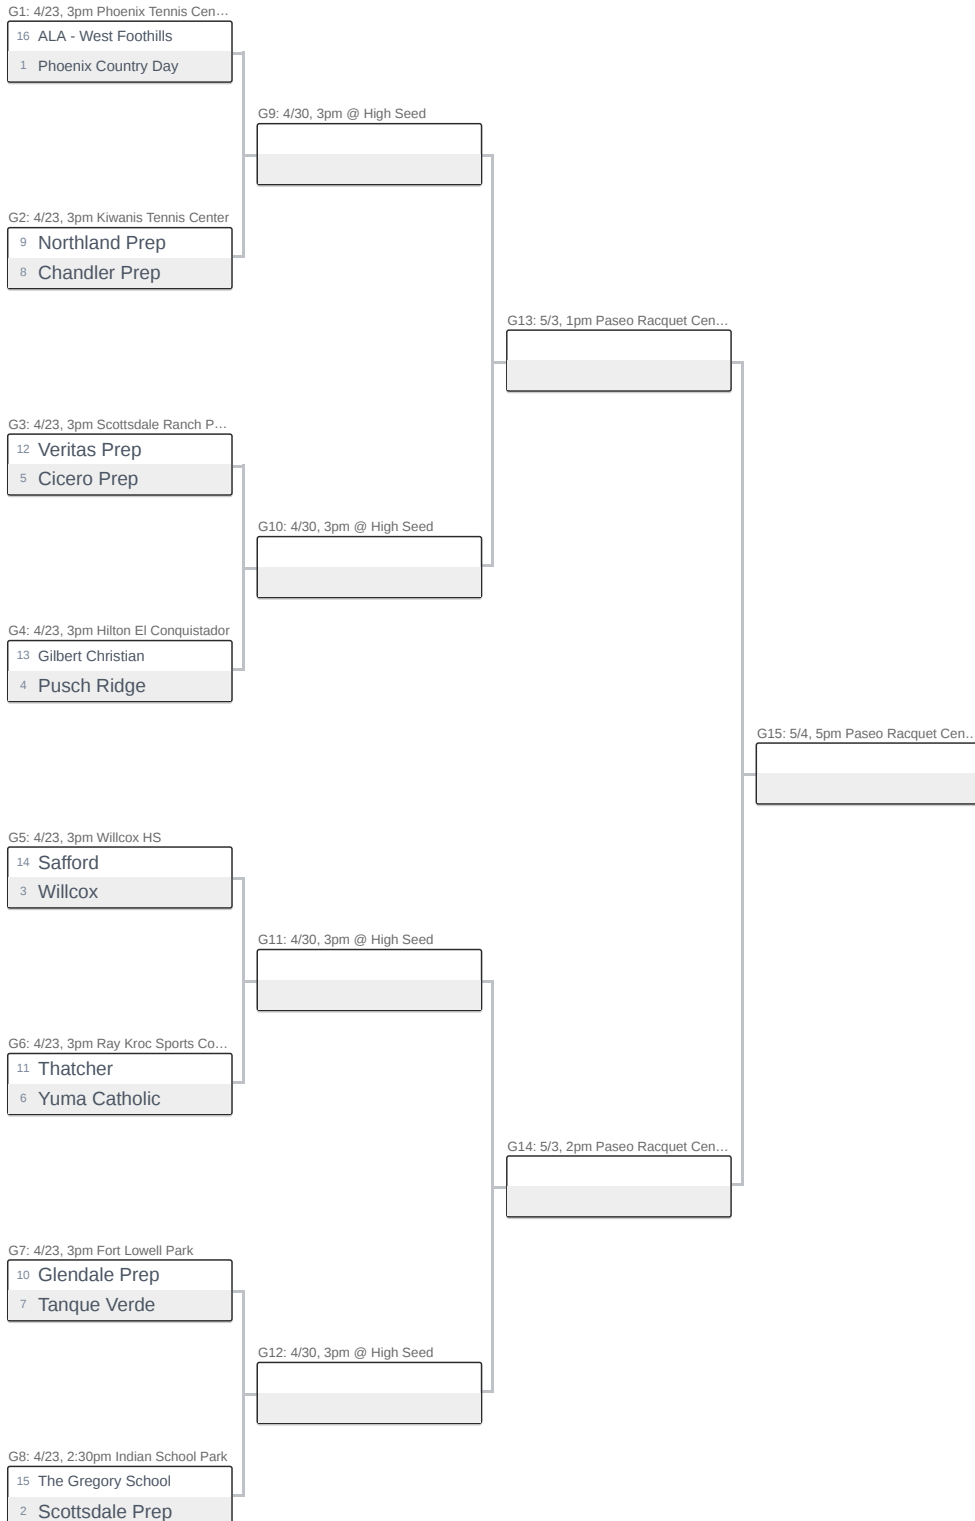 G1: 4/23, 3pm Phoenix Tennis Cen…
16 ALA - West Foothills
1 Phoenix Country Day
G9: 4/30, 3pm @ High Seed
G2: 4/23, 3pm Kiwanis Tennis Center
9 Northland Prep
8 Chandler Prep
G13: 5/3, 1pm Paseo Racquet Cen…
G3: 4/23, 3pm Scottsdale Ranch P…
12 Veritas Prep
5 Cicero Prep
G10: 4/30, 3pm @ High Seed
G4: 4/23, 3pm Hilton El Conquistador
13 Gilbert Christian
4 Pusch Ridge
G15: 5/4, 5pm Paseo Racquet Cen…
G5: 4/23, 3pm Willcox HS
14 Safford
3 Willcox
G11: 4/30, 3pm @ High Seed
G6: 4/23, 3pm Ray Kroc Sports Co…
11 Thatcher
6 Yuma Catholic
G14: 5/3, 2pm Paseo Racquet Cen…
G7: 4/23, 3pm Fort Lowell Park
10 Glendale Prep
7 Tanque Verde
G12: 4/30, 3pm @ High Seed
G8: 4/23, 2:30pm Indian School Park
15 The Gregory School
2 Scottsdale Prep